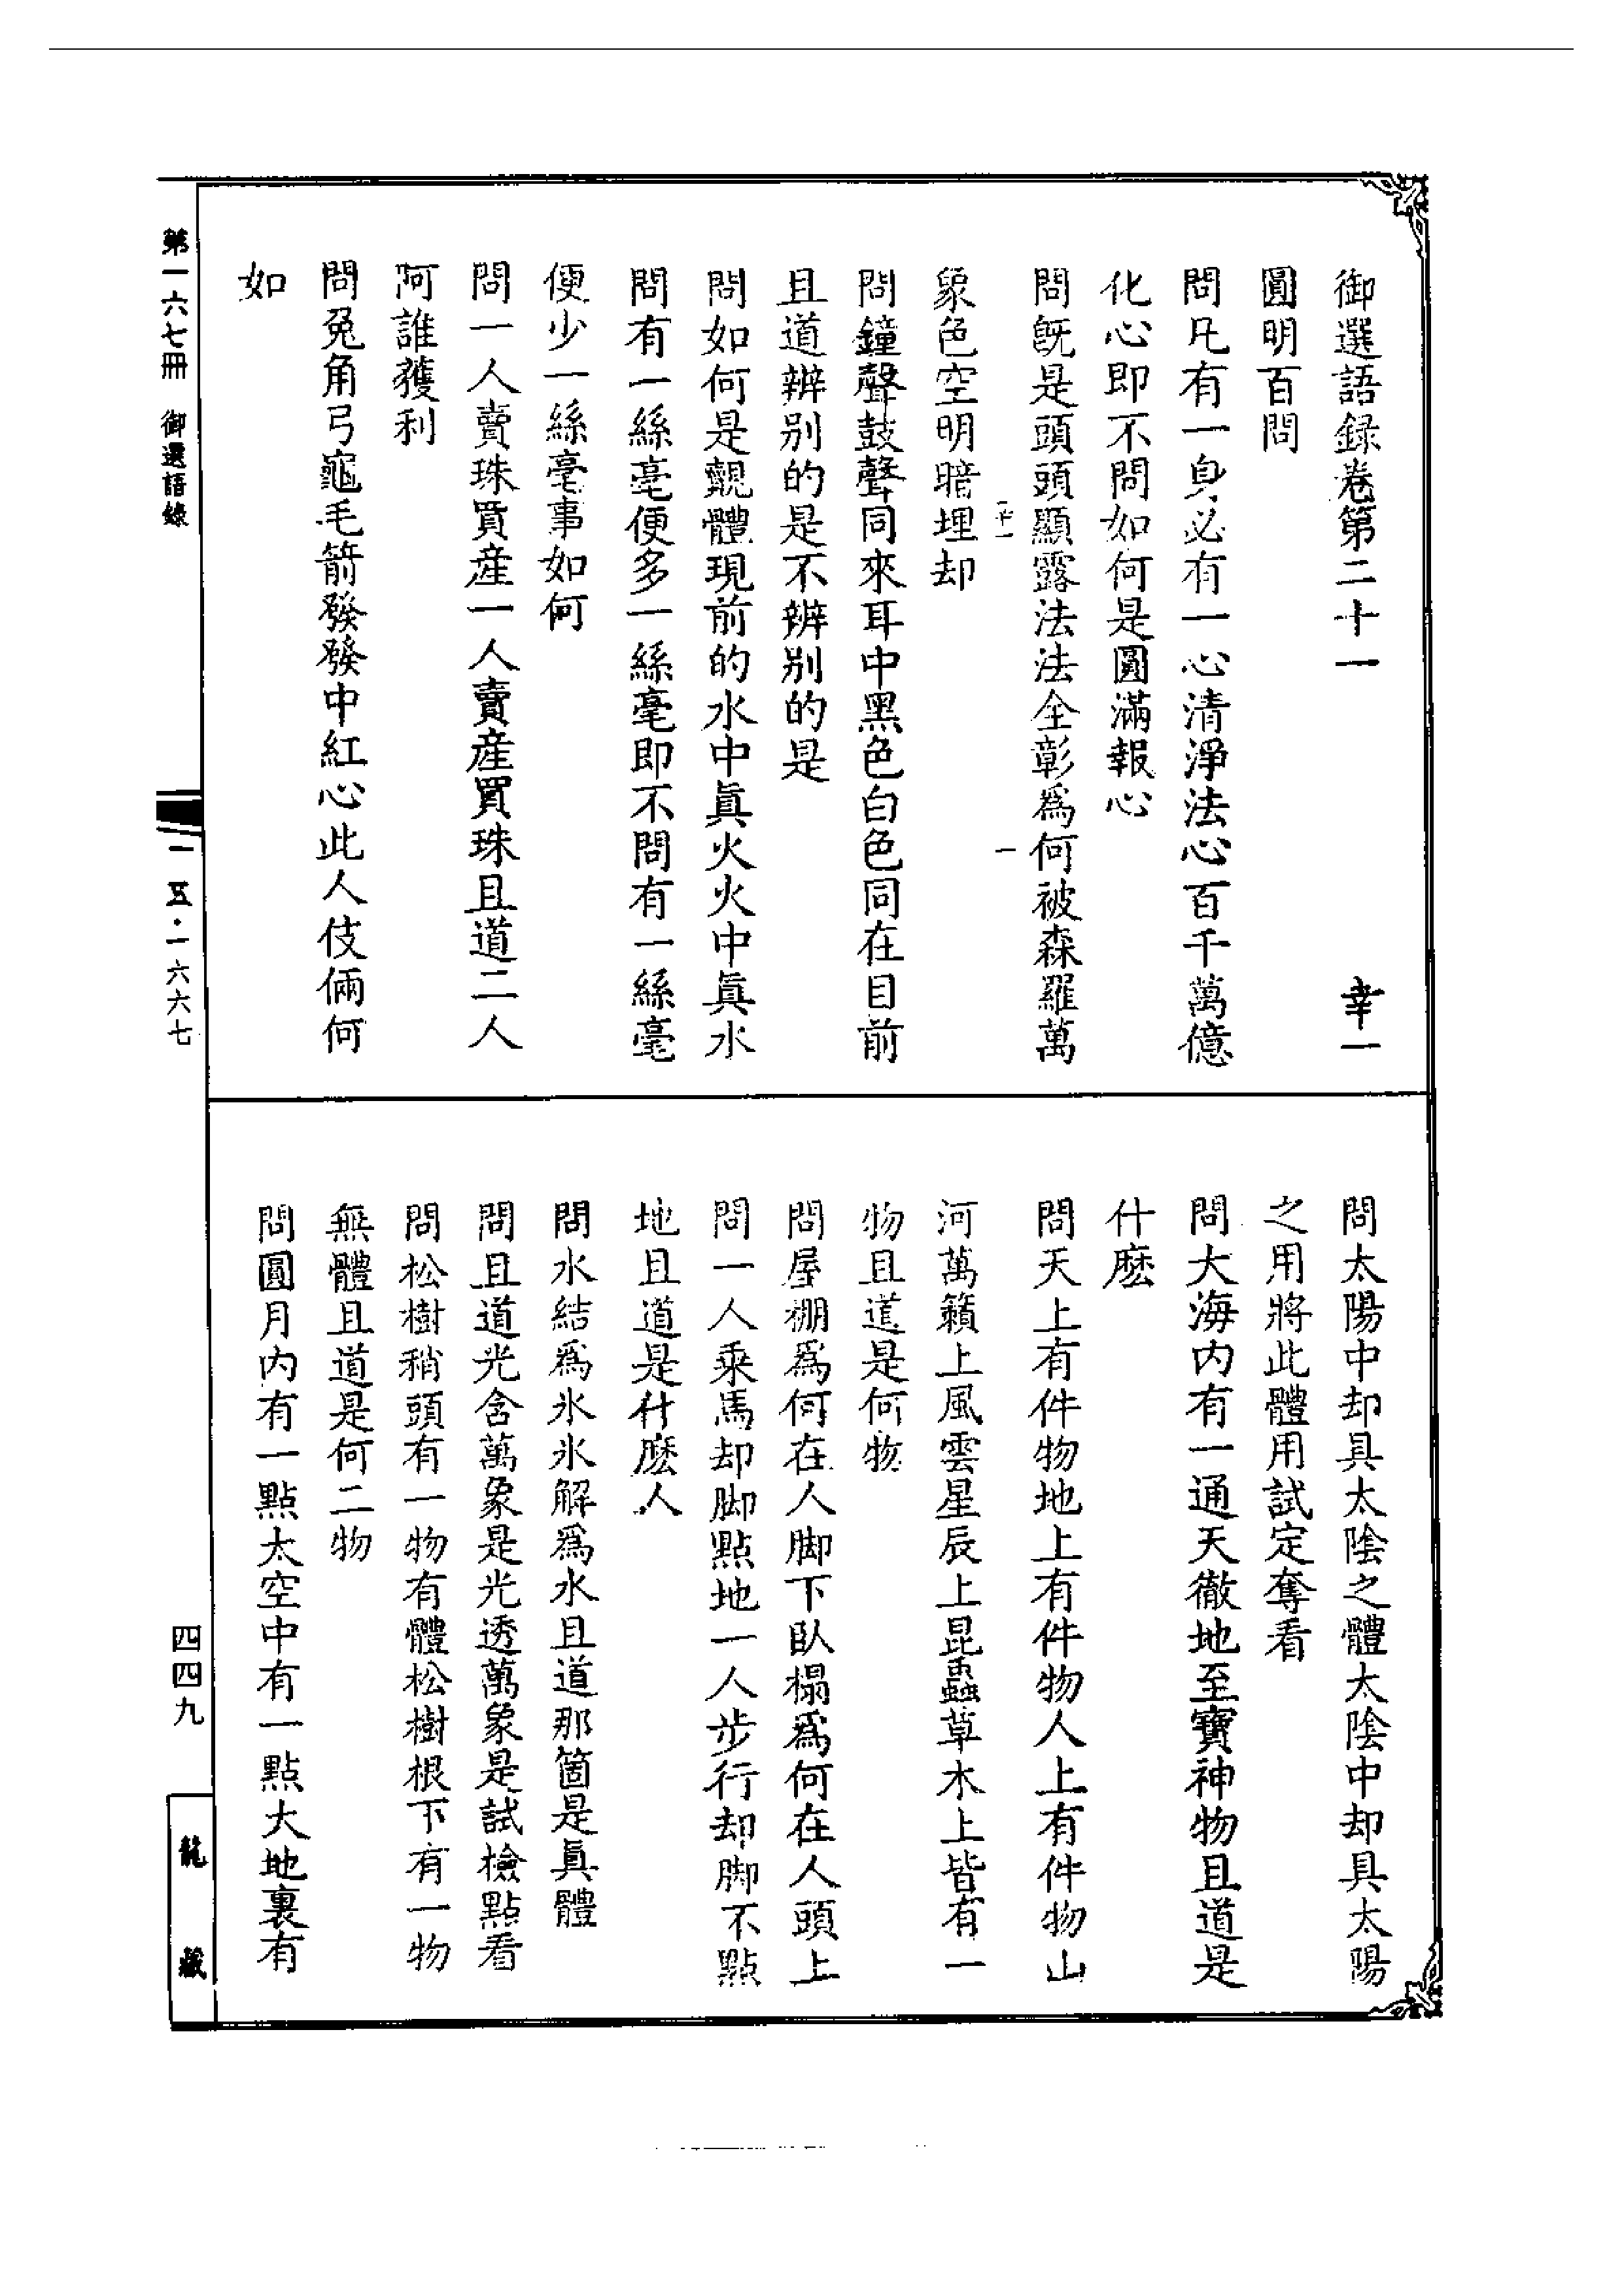 御選語録卷第二十一 幸一
圓明百問
問凡有一身必有一心清淨法心百千萬億
化心即不問如何是圓滿報心
問既是頭頭顯露法法全彰爲何被森羅萬
二十一 一
象色空明暗埋却
問鐘聲鼓聲同來耳中黑色白色同在目前
且道辨别的是不辨别的是
問如何是覿體現前的水中眞火火中眞水
問有一絲毫便多一絲毫即不問有一絲毫
便少一絲毫事如何
問一人賣珠買産一人賣産買珠且道二人
阿誰獲利
問兔角弓龜毛箭發發中紅心此人伎倆何
如
問太陽中却具太陰之體太陰中却具太陽
之用將此體用試定奪看
問大海内有一通天徹地至寶神物且道是
什麽
問天上有件物地上有件物人上有件物山
河萬籟上風雲星辰上昆蟲草木上皆有一
物且道是何物
問屋棚爲何在人脚下臥榻爲何在人頭上
問一人乘馬却脚點地一人步行却脚不點
地且道是什麽人
問水結爲氷氷解爲水且道那箇是眞體
問且道光含萬象是光透萬象是試檢點看
問松樹稍頭有一物有體松樹根下有一物
無體且道是何二物
問圓月内有一點太空中有一點大地裏有
第一六七冊 御選語錄
一五·一六六七
四四九
龍藏